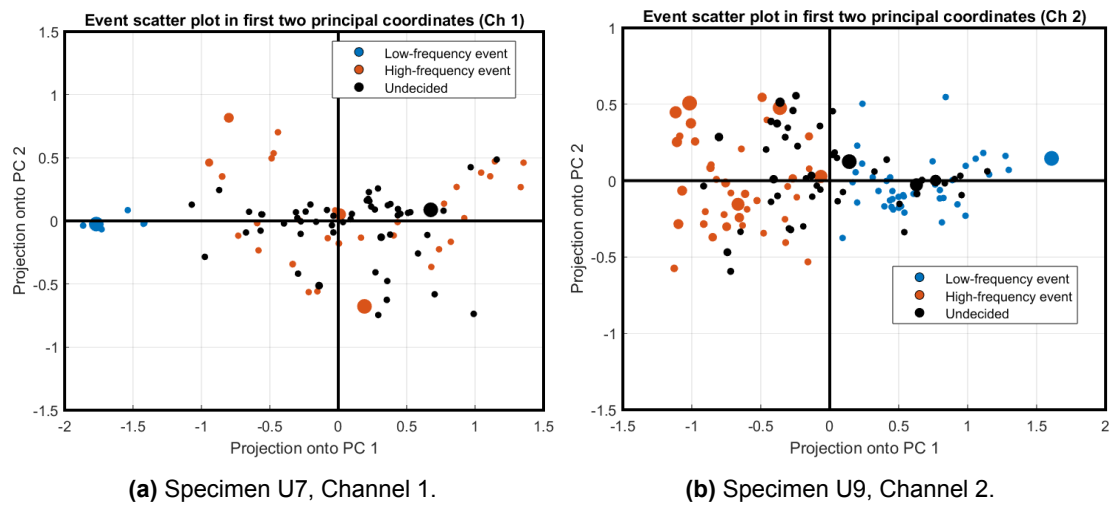 Event scatter plot in first two principal coordinates (Ch 1)
1.5
1
0.5
0
-0.5
-1
-1.5
-2
-1.5
-1
-0.5
0
0.5
1
1.5
Projection onto PC 1
Projection onto PC 2
Low-frequency event
High-frequency event
Undecided
(a) Specimen U7, Channel 1.
Event scatter plot in first two principal coordinates (Ch 2)
1
0.5
0
-0.5
-1
-1.5
-1.5
-1
-0.5
0
0.5
1
1.5
2
Projection onto PC 1
Projection onto PC 2
Low-frequency event
High-frequency event
Undecided
(b) Specimen U9, Channel 2.